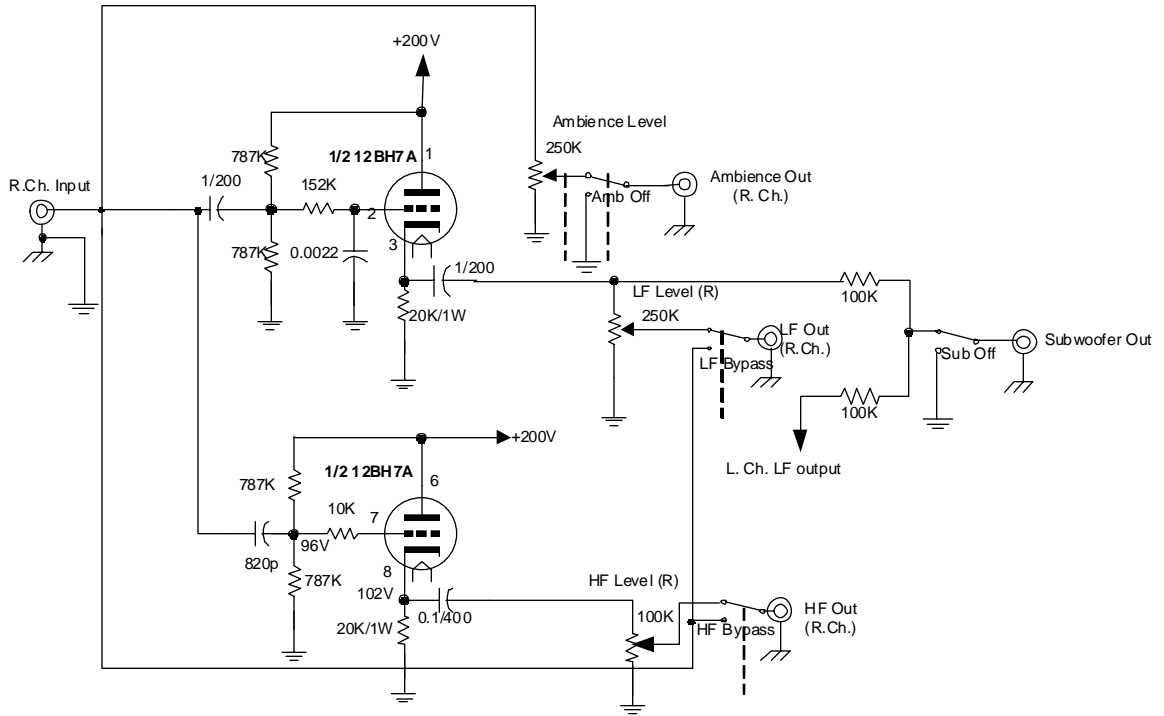 +200V
Ambience Level
250K
787K
1/2 12BH7A
1
R.Ch. Input
1/200
152K
2
Amb Off
Ambience Out
(R. Ch.)
787K
0.0022
3
1/200
20K/1W
LF Level (R)
250K
100K
LF Out
(R.Ch.)
LF Bypass
Sub Off
Subwoofer Out
100K
L. Ch. LF output
+200V
1/2 12BH7A
6
787K
10K
7
96V
820p
787K
8
102V
0.1/400
20K/1W
HF Level (R)
100K
HF Out
(R.Ch.)
HF Bypass